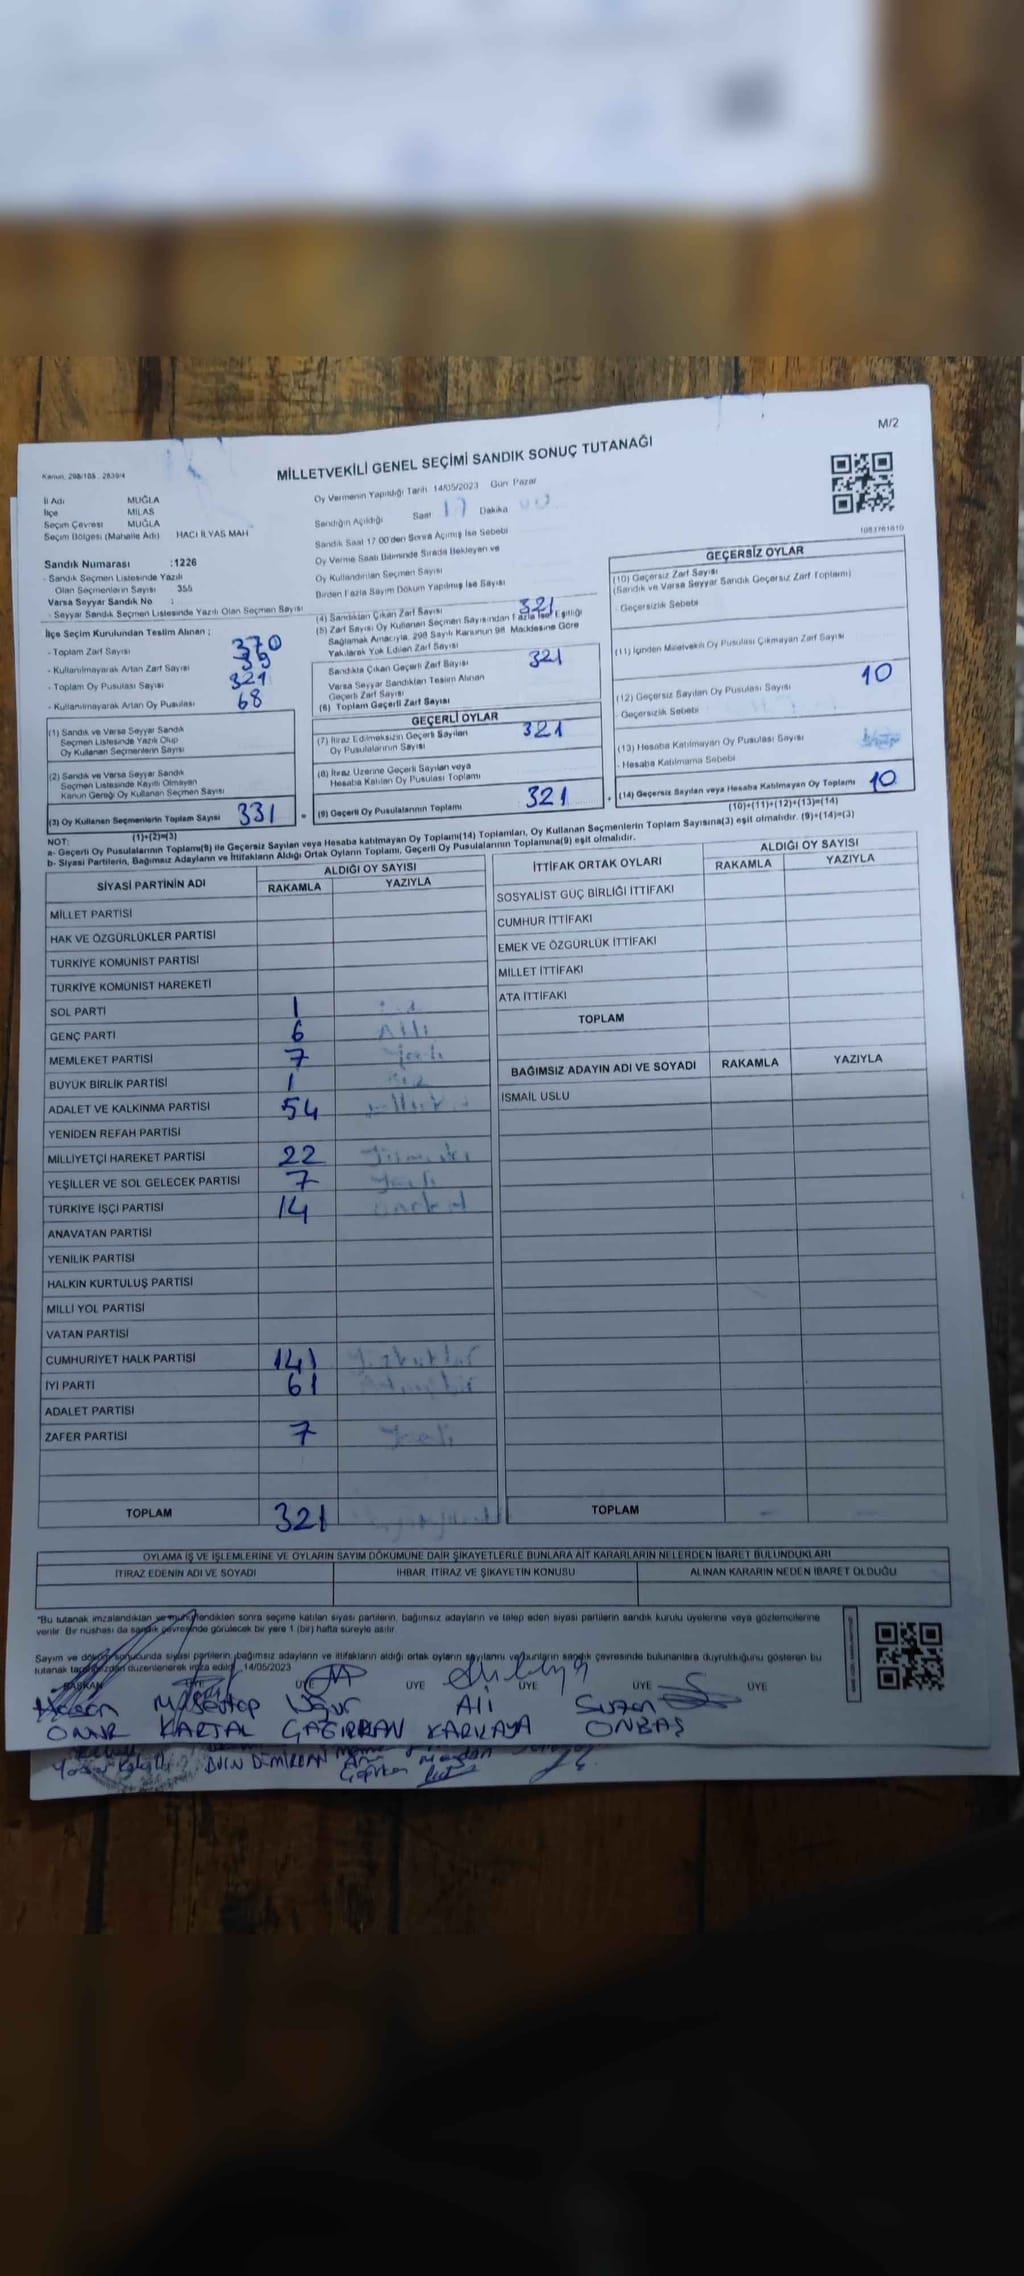 M/2
Kanun, 298/105 , 2839/4
MİLLETVEKİLİ GENEL SEÇİMİ SANDIK SONUÇ TUTANAĞI
İl Adı MUĞLA
İlçe MİLAS
Seçim Çevresi MUĞLA
Seçim Bölgesi (Mahalle Adı) HACI İLYAS MAH
Oy Vermenin Yapıldığı Tarih 14/05/2023 Gün Pazar
Sandığın Açıldığı Saat 17 Dakika
Sandık Saat 17.00'den Sonra Açılmış İse Sebebi
Oy Verme Saati Bitiminde Sırada Bekleyen ve
Oy Kullandırılan Seçmen Sayısı
Birden Fazla Sayım Döküm Yapılmış İse Sayısı
Sandık Numarası :1226
- Sandık Seçmen Listesinde Yazılı
Olan Seçmenlerin Sayısı 355
Varsa Seyyar Sandık No :
- Seyyar Sandık Seçmen Listesinde Yazılı Olan Seçmen Sayısı
İlçe Seçim Kurulundan Teslim Alınan ;
- Toplam Zarf Sayısı 370
- Kullanılmayarak Artan Zarf Sayısı 39
- Toplam Oy Pusulası Sayısı
- Kullanılmayarak Artan Oy Pusulası 68
(1) Sandık ve Varsa Seyyar Sandık
Seçmen Listesinde Yazılı Olup
Oy Kullanan Seçmenlerin Sayısı
(2) Sandık ve Varsa Seyyar Sandık
Seçmen Listesinde Kayıtlı Olmayan
Kanun Gereği Oy Kullanan Seçmen Sayısı
(3) Oy Kullanan Seçmenlerin Toplam Sayısı 331
(1)+(2)=(3)
(4) Sandıktan Çıkan Zarf Sayısı 321
(5) Zarf Sayısı Oy Kullanan Seçmen Sayısından Fazla İse, Eşitliği
Sağlamak Amacıyla, 298 Sayılı Kanunun 98. Maddesine Göre
Yakılarak Yok Edilen Zarf Sayısı
Sandıkta Çıkan Geçerli Zarf Sayısı 321
Varsa Seyyar Sandıktan Teslim Alınan
Geçerli Zarf Sayısı
(6) Toplam Geçerli Zarf Sayısı
GEÇERLİ OYLAR
(7) İtiraz Edilmeksizin Geçerli Sayılan
Oy Pusulalarının Sayısı 321
(8) İtiraz Üzerine Geçerli Sayılan veya
Hesaba Katılan Oy Pusulası Toplamı
(9) Geçerli Oy Pusulalarının Toplamı 321
1083761810
GEÇERSİZ OYLAR
(10) Geçersiz Zarf Sayısı
(Sandık ve Varsa Seyyar Sandık Geçersiz Zarf Toplamı)
- Geçersizlik Sebebi
(11) İçinden Milletvekili Oy Pusulası Çıkmayan Zarf Sayısı
(12) Geçersiz Sayılan Oy Pusulası Sayısı 10
- Geçersizlik Sebebi
(13) Hesaba Katılmayan Oy Pusulası Sayısı
- Hesaba Katılmama Sebebi
(14) Geçersiz Sayılan veya Hesaba Katılmayan Oy Toplamı 10
(10)+(11)+(12)+(13)=(14)
NOT:
a- Geçerli Oy Pusulalarının Toplamı(9) ile Geçersiz Sayılan veya Hesaba katılmayan Oy Toplamı(14) Toplamları, Oy Kullanan Seçmenlerin Toplam Sayısına(3) eşit olmalıdır. (9)+(14)=(3)
b- Siyasi Partilerin, Bağımsız Adayların ve İttifakların Aldığı Ortak Oyların Toplamı, Geçerli Oy Pusulalarının Toplamına(9) eşit olmalıdır.
SİYASİ PARTİNİN ADI ALDIĞI OY SAYISI
RAKAMLA YAZIYLA
MİLLET PARTİSİ
HAK VE ÖZGÜRLÜKLER PARTİSİ
TÜRKİYE KOMÜNİST PARTİSİ
TÜRKİYE KOMÜNİST HAREKETİ
SOL PARTİ 1
GENÇ PARTİ 6 Altı
MEMLEKET PARTİSİ 7 Yedi
BÜYÜK BİRLİK PARTİSİ 1 Bir
ADALET VE KALKINMA PARTİSİ 54
YENİDEN REFAH PARTİSİ
MİLLİYETÇİ HAREKET PARTİSİ 22 Yirmi iki
YEŞİLLER VE SOL GELECEK PARTİSİ 7 Yedi
TÜRKİYE İŞÇİ PARTİSİ 14
ANAVATAN PARTİSİ
YENİLİK PARTİSİ
HALKIN KURTULUŞ PARTİSİ
MİLLİ YOL PARTİSİ
VATAN PARTİSİ
CUMHURİYET HALK PARTİSİ 141
İYİ PARTİ 61
ADALET PARTİSİ
ZAFER PARTİSİ 7 Yedi
TOPLAM 321
İTTİFAK ORTAK OYLARI ALDIĞI OY SAYISI
RAKAMLA YAZIYLA
SOSYALİST GÜÇ BİRLİĞİ İTTİFAKI
CUMHUR İTTİFAKI
EMEK VE ÖZGÜRLÜK İTTİFAKI
MİLLET İTTİFAKI
ATA İTTİFAKI
TOPLAM
BAĞIMSIZ ADAYIN ADI VE SOYADI RAKAMLA YAZIYLA
İSMAİL USLU
TOPLAM - -
OYLAMA İŞ VE İŞLEMLERİNE VE OYLARIN SAYIM DÖKÜMÜNE DAİR ŞİKAYETLERLE BUNLARA AİT KARARLARIN NELERDEN İBARET BULUNDUKLARI
İTİRAZ EDENİN ADI VE SOYADI İHBAR, İTİRAZ VE ŞİKAYETİN KONUSU ALINAN KARARIN NEDEN İBARET OLDUĞU
"Bu tutanak imzalandıktan ve mühürlendikten sonra seçime katılan siyasi partilerin, bağımsız adayların ve talep eden siyasi partilerin sandık kurulu üyelerine veya gözlemcilerine
verilir. Bir nüshası da sandık çevresinde görülecek bir yere 1 (bir) hafta süreyle asılır.
Sayım ve döküm sonucunda siyasi partilerin, bağımsız adayların ve ittifakların aldığı ortak oyların sayılarını ve bunların sandık çevresinde bulunanlara duyrulduğunu gösteren bu
tutanak tarafımızdan düzenlenerek imza edildi. 14/05/2023
BAŞKAN ÜYE ÜYE ÜYE ÜYE
Uğur Ali Suzan
ONUR KARTAL KARKAYA ONBAŞ
DEMİRKAN